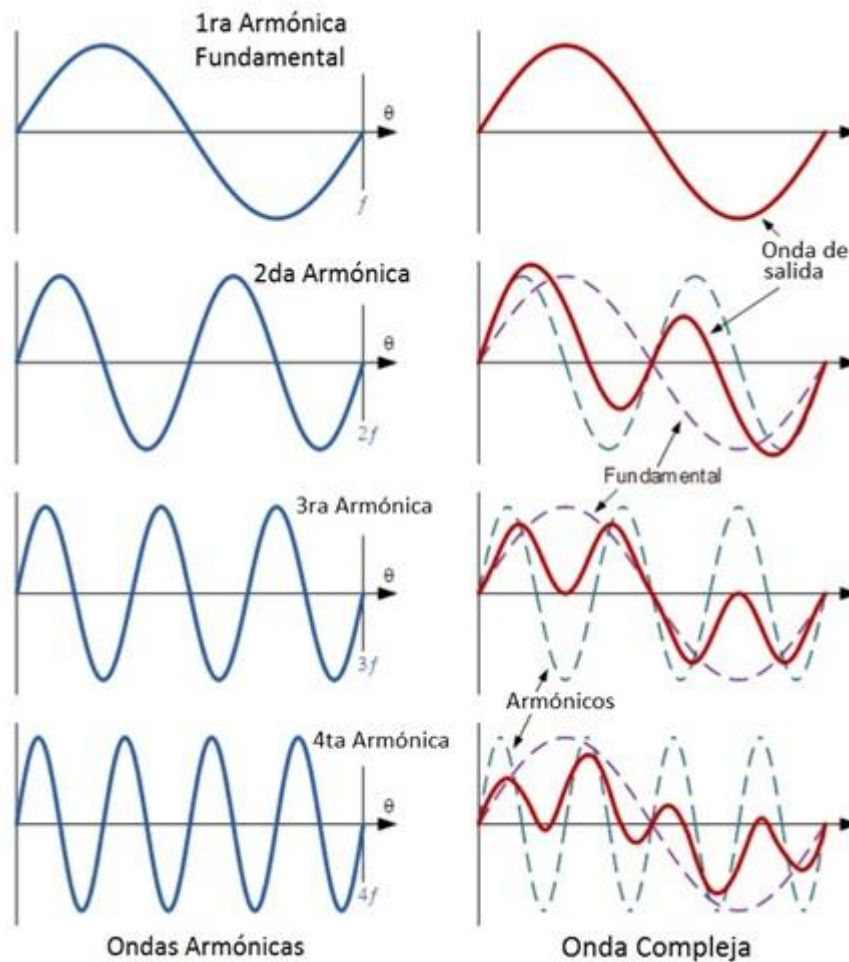 1ra Armónica
Fundamental
θ
f
Onda de
salida
2da Armónica
θ
2f
Fundamental
3ra Armónica
θ
3f
Armónicos
4ta Armónica
θ
4f
Ondas Armónicas
Onda Compleja